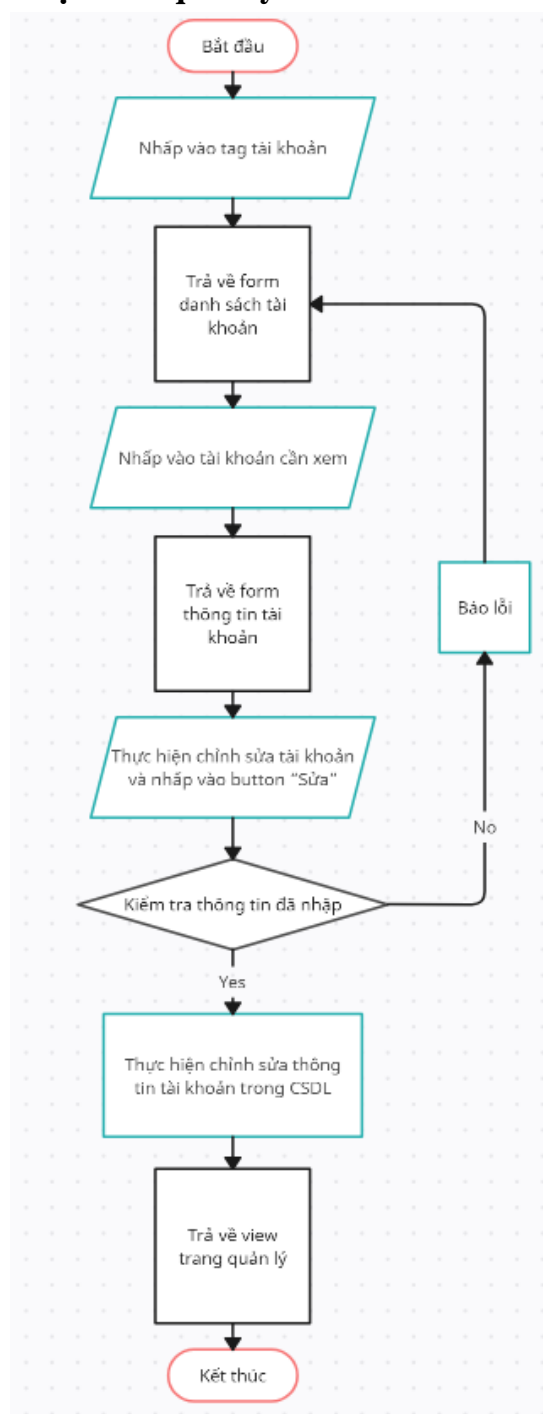 Bắt đầu
Nhấp vào tag tài khoản
Trả về form
danh sách tài
khoản
Nhấp vào tài khoản cần xem
Trả về form
thông tin tài
khoản
Báo lỗi
Thực hiện chỉnh sửa tài khoản
và nhấp vào button “Sửa”
No
Kiểm tra thông tin đã nhập
Yes
Thực hiện chỉnh sửa thông
tin tài khoản trong CSDL
Trả về view
trang quản lý
Kết thúc